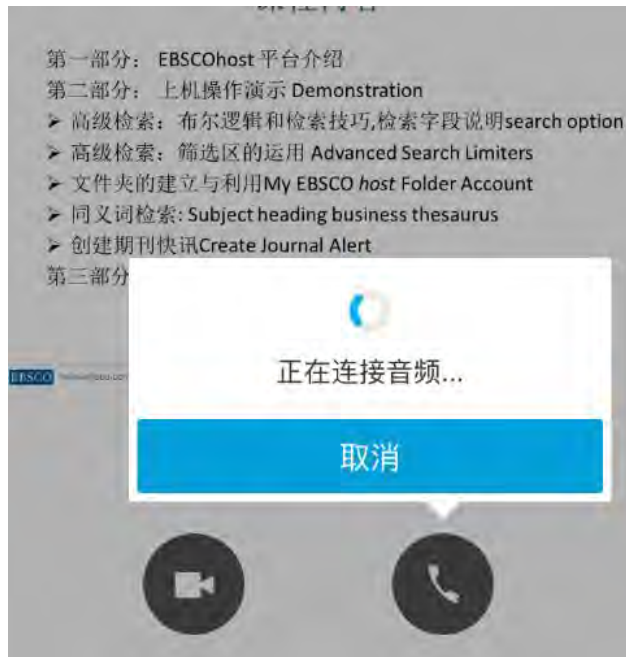 第一部分： EBSCOhost 平台介绍
第二部分： 上机操作演示 Demonstration
➢ 高级检索：布尔逻辑和检索技巧,检索字段说明search option
➢ 高级检索：筛选区的运用 Advanced Search Limiters
➢ 文件夹的建立与利用My EBSCO host Folder Account
➢ 同义词检索: Subject heading business thesaurus
➢ 创建期刊快讯Create Journal Alert
第三部分
正在连接音频...
EBSCO
取消